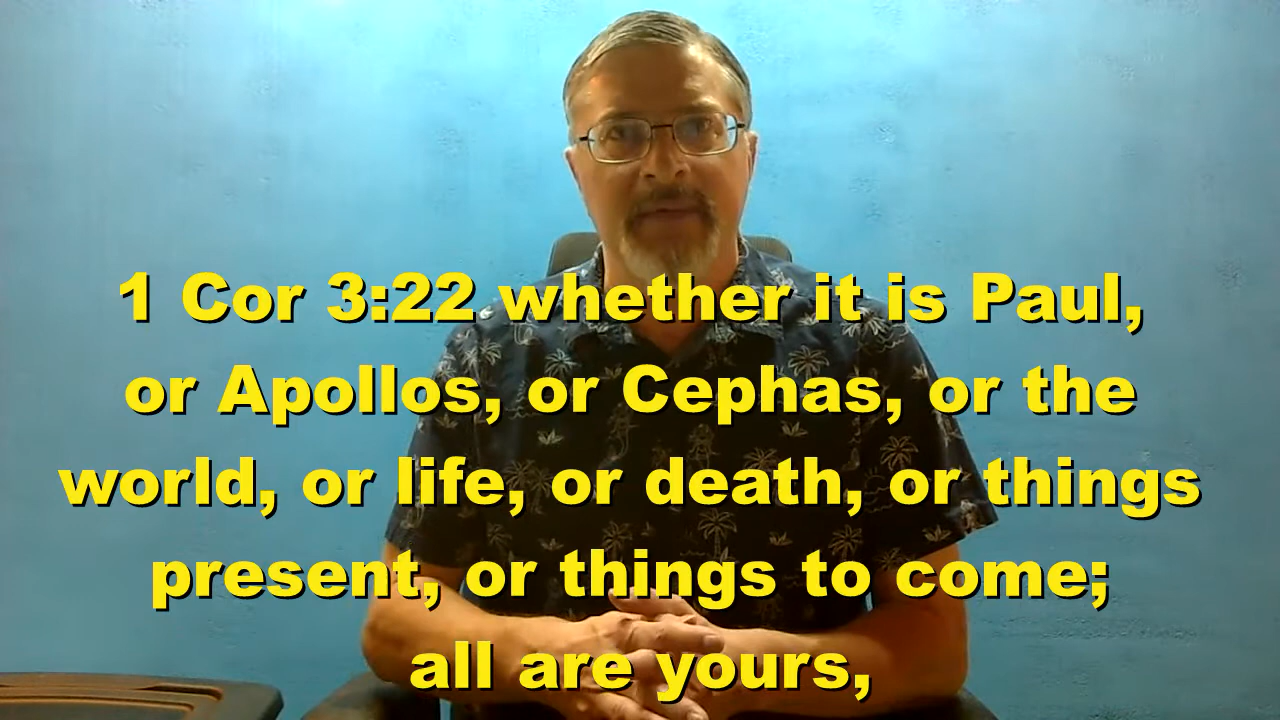 1 Cor 3:22 whether it is Paul,
or Apollos, or Cephas, or the
world, or life, or death, or things
present, or things to come;
all are yours,